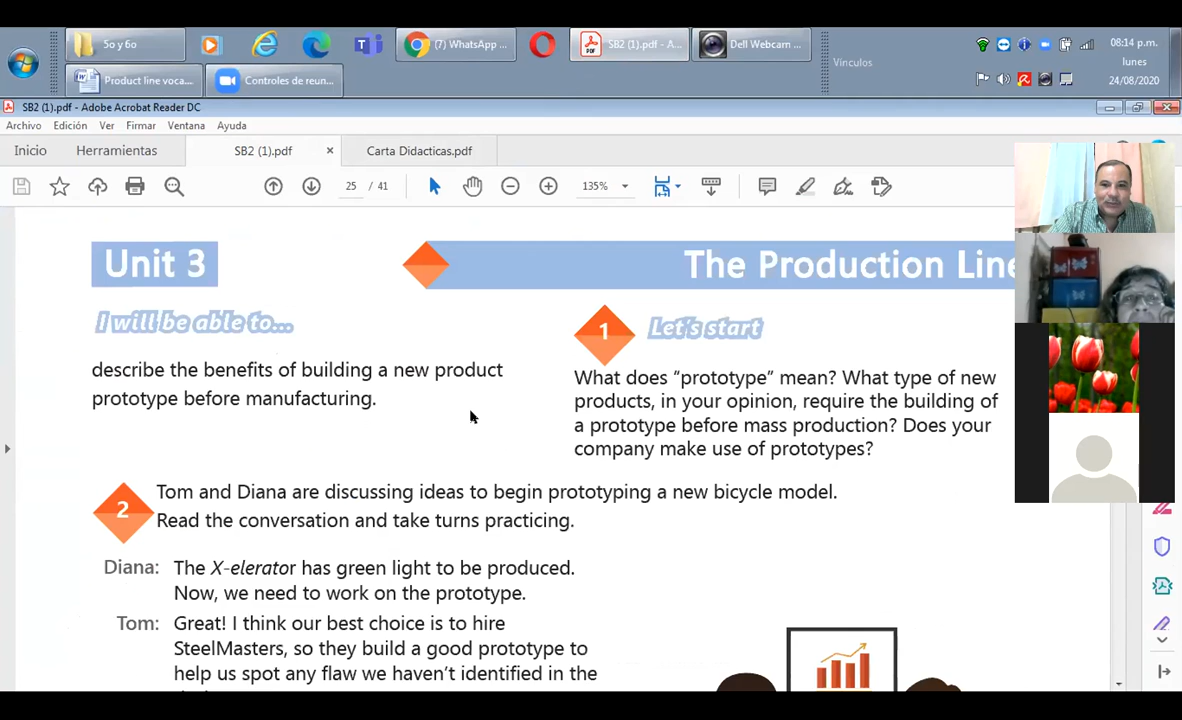 5o y 6o
(7) WhatsApp ...
SB2 (1).pdf - A...
Dell Webcam ...
Product line voca...
Controles de reun...
Vínculos
08:14 p.m.
lunes
24/08/2020
SB2 (1).pdf - Adobe Acrobat Reader DC
Archivo Edición Ver Firmar Ventana Ayuda
Inicio Herramientas SB2 (1).pdf × Carta Didacticas.pdf
25 / 41 135%
Unit 3
The Production Line
I will be able to...
describe the benefits of building a new product
prototype before manufacturing.
1 Let's start
What does “prototype” mean? What type of new
products, in your opinion, require the building of
a prototype before mass production? Does your
company make use of prototypes?
2 Tom and Diana are discussing ideas to begin prototyping a new bicycle model.
Read the conversation and take turns practicing.
Diana: The X-elerator has green light to be produced.
Now, we need to work on the prototype.
Tom: Great! I think our best choice is to hire
SteelMasters, so they build a good prototype to
help us spot any flaw we haven’t identified in the